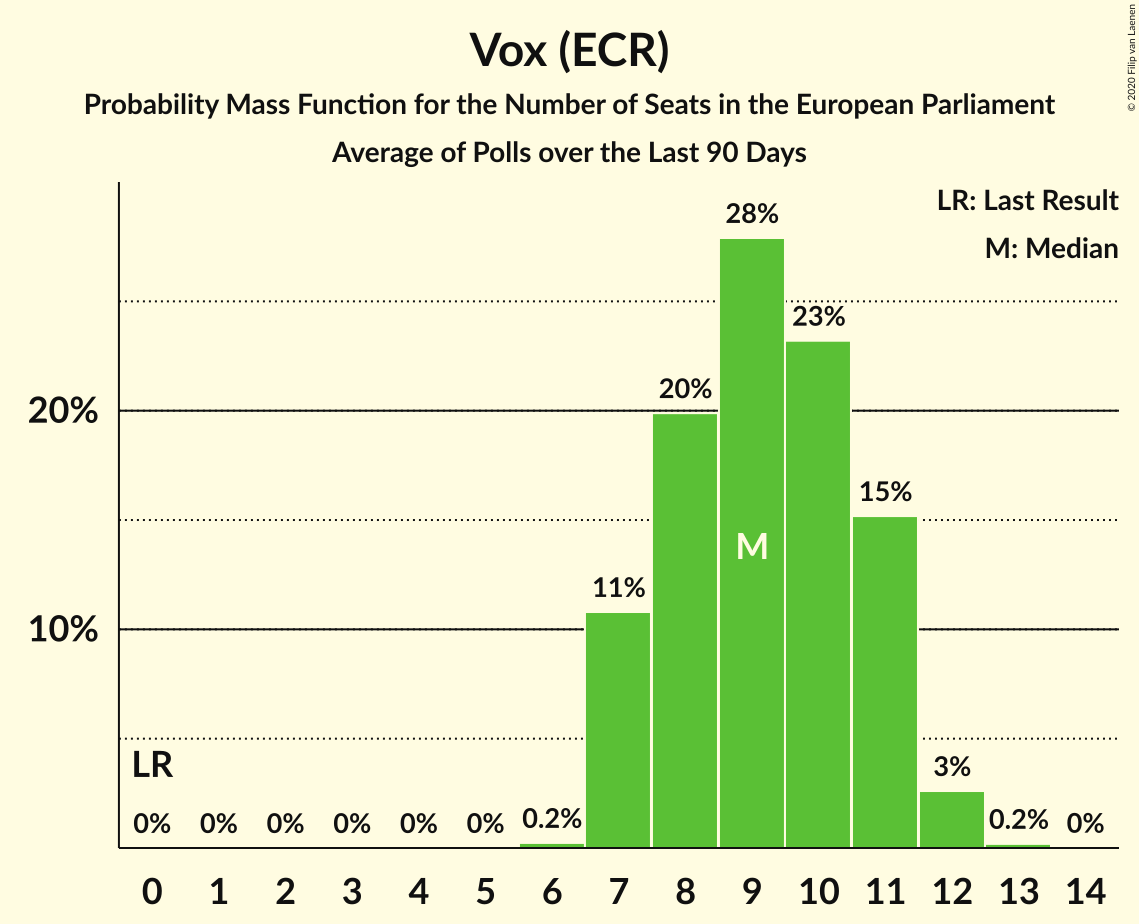 Vox (ECR)
Probability Mass Function for the Number of Seats in the European Parliament
Average of Polls over the Last 90 Days
© 2020 Filip van Laenen
LR: Last Result
M: Median
28%
23%
20%
20%
15%
M
11%
10%
LR
3%
0% 0% 0% 0% 0% 0% 0.2% 0.2% 0%
0 1 2 3 4 5 6 7 8 9 10 11 12 13 14